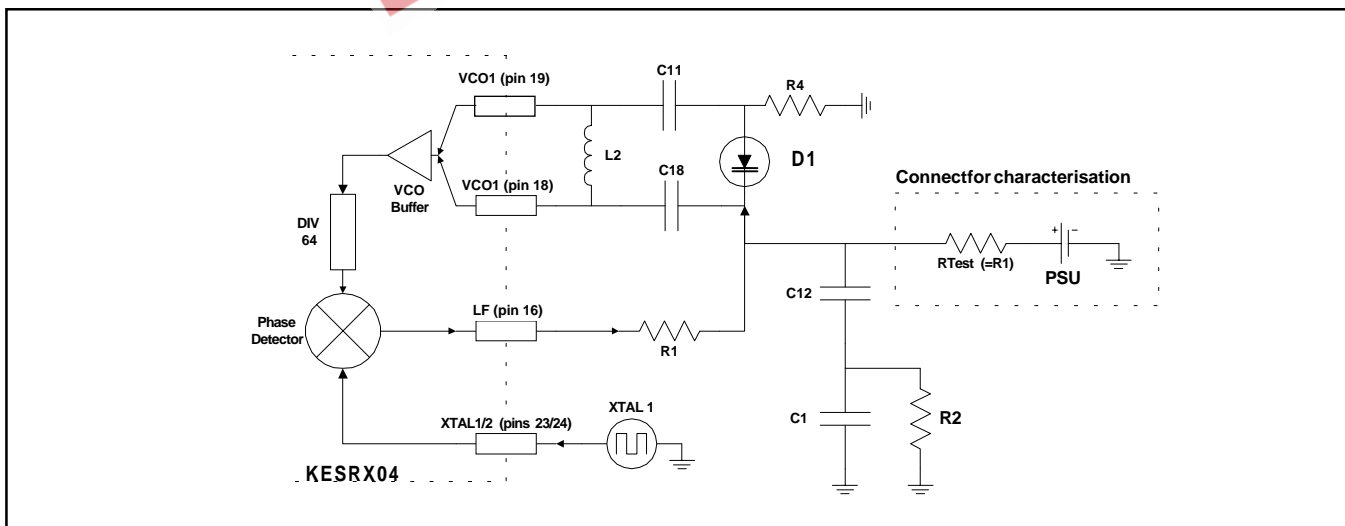 C11
VCO1 (pin 19)
R4
L2
D1
C18
VCO1 (pin 18)
VCO
Buffer
DIV
64
Connectfor characterisation
+ –
RTest (=R1)
PSU
C12
LF (pin 16)
Phase
Detector
R1
XTAL 1
XTAL1/2 (pins 23/24)
C1
R2
KESRX04